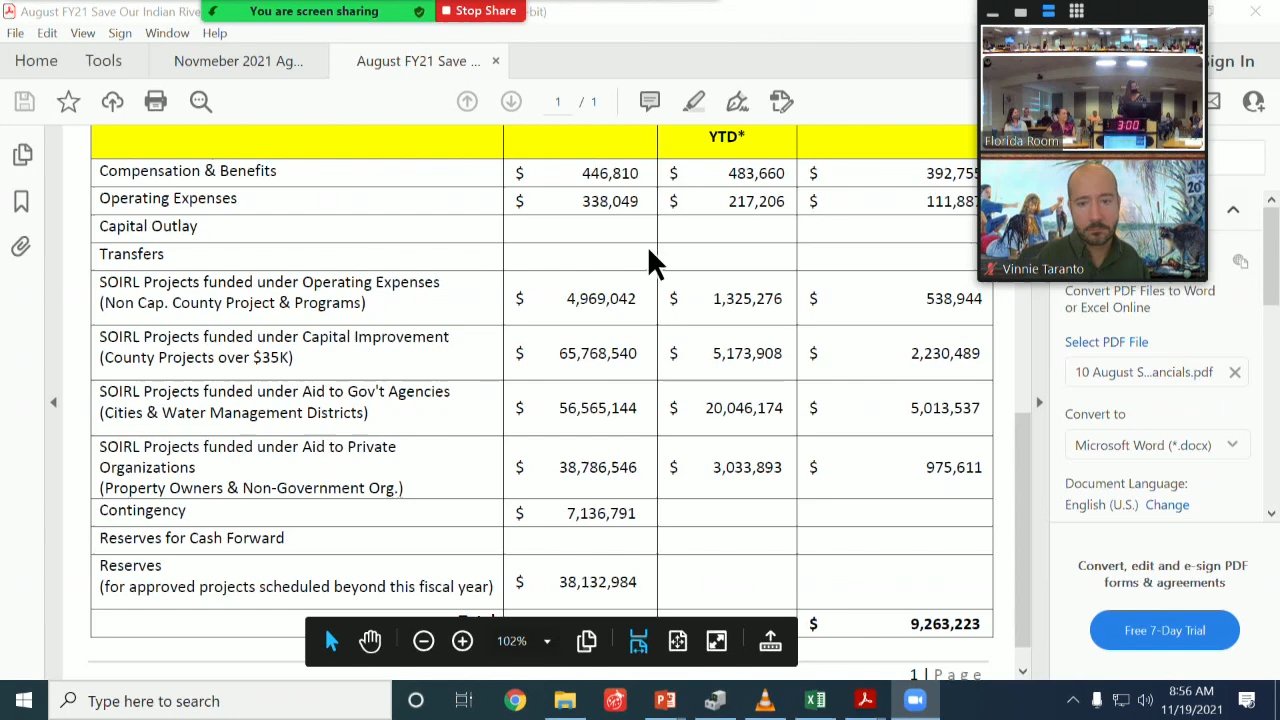 August FY21 Save Our Indian Rive
You are screen sharing
Stop Share
bit)
File Edit View Sign Window Help
Home Tools Novmeber 2021 Ag... August FY21 Save ... × Sign In
1 / 1
YTD*
Compensation & Benefits $ 446,810 $ 483,660 $ 392,755
Operating Expenses $ 338,049 $ 217,206 $ 111,887
Capital Outlay
Transfers
SOIRL Projects funded under Operating Expenses
(Non Cap. County Project & Programs) $ 4,969,042 $ 1,325,276 $ 538,944
SOIRL Projects funded under Capital Improvement
(County Projects over $35K) $ 65,768,540 $ 5,173,908 $ 2,230,489
SOIRL Projects funded under Aid to Gov't Agencies
(Cities & Water Management Districts) $ 56,565,144 $ 20,046,174 $ 5,013,537
SOIRL Projects funded under Aid to Private
Organizations $ 38,786,546 $ 3,033,893 $ 975,611
(Property Owners & Non-Government Org.)
Contingency $ 7,136,791
Reserves for Cash Forward
Reserves
(for approved projects scheduled beyond this fiscal year) $ 38,132,984
$ 9,263,223
102%
1 | Page
Florida Room
3:00
20
Vinnie Taranto
Convert PDF Files to Word
or Excel Online
Select PDF File
10 August S...ancials.pdf
Convert to
Microsoft Word (*.docx)
Document Language:
English (U.S.) Change
Convert, edit and e-sign PDF
forms & agreements
Free 7-Day Trial
Type here to search
8:56 AM
11/19/2021